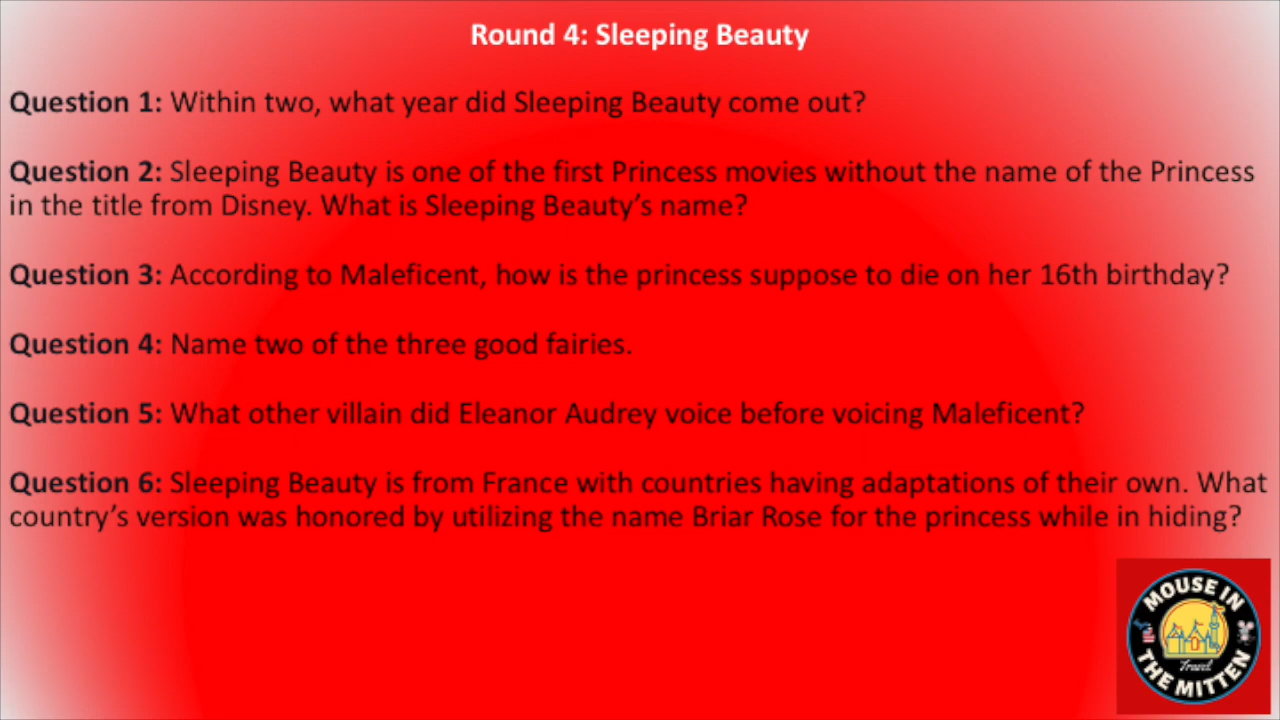 Round 4: Sleeping Beauty
Question 1: Within two, what year did Sleeping Beauty come out?
Question 2: Sleeping Beauty is one of the first Princess movies without the name of the Princess
in the title from Disney. What is Sleeping Beauty’s name?
Question 3: According to Maleficent, how is the princess suppose to die on her 16th birthday?
Question 4: Name two of the three good fairies.
Question 5: What other villain did Eleanor Audrey voice before voicing Maleficent?
Question 6: Sleeping Beauty is from France with countries having adaptations of their own. What
country’s version was honored by utilizing the name Briar Rose for the princess while in hiding?
MOUSE IN
Travel
THE MITTEN